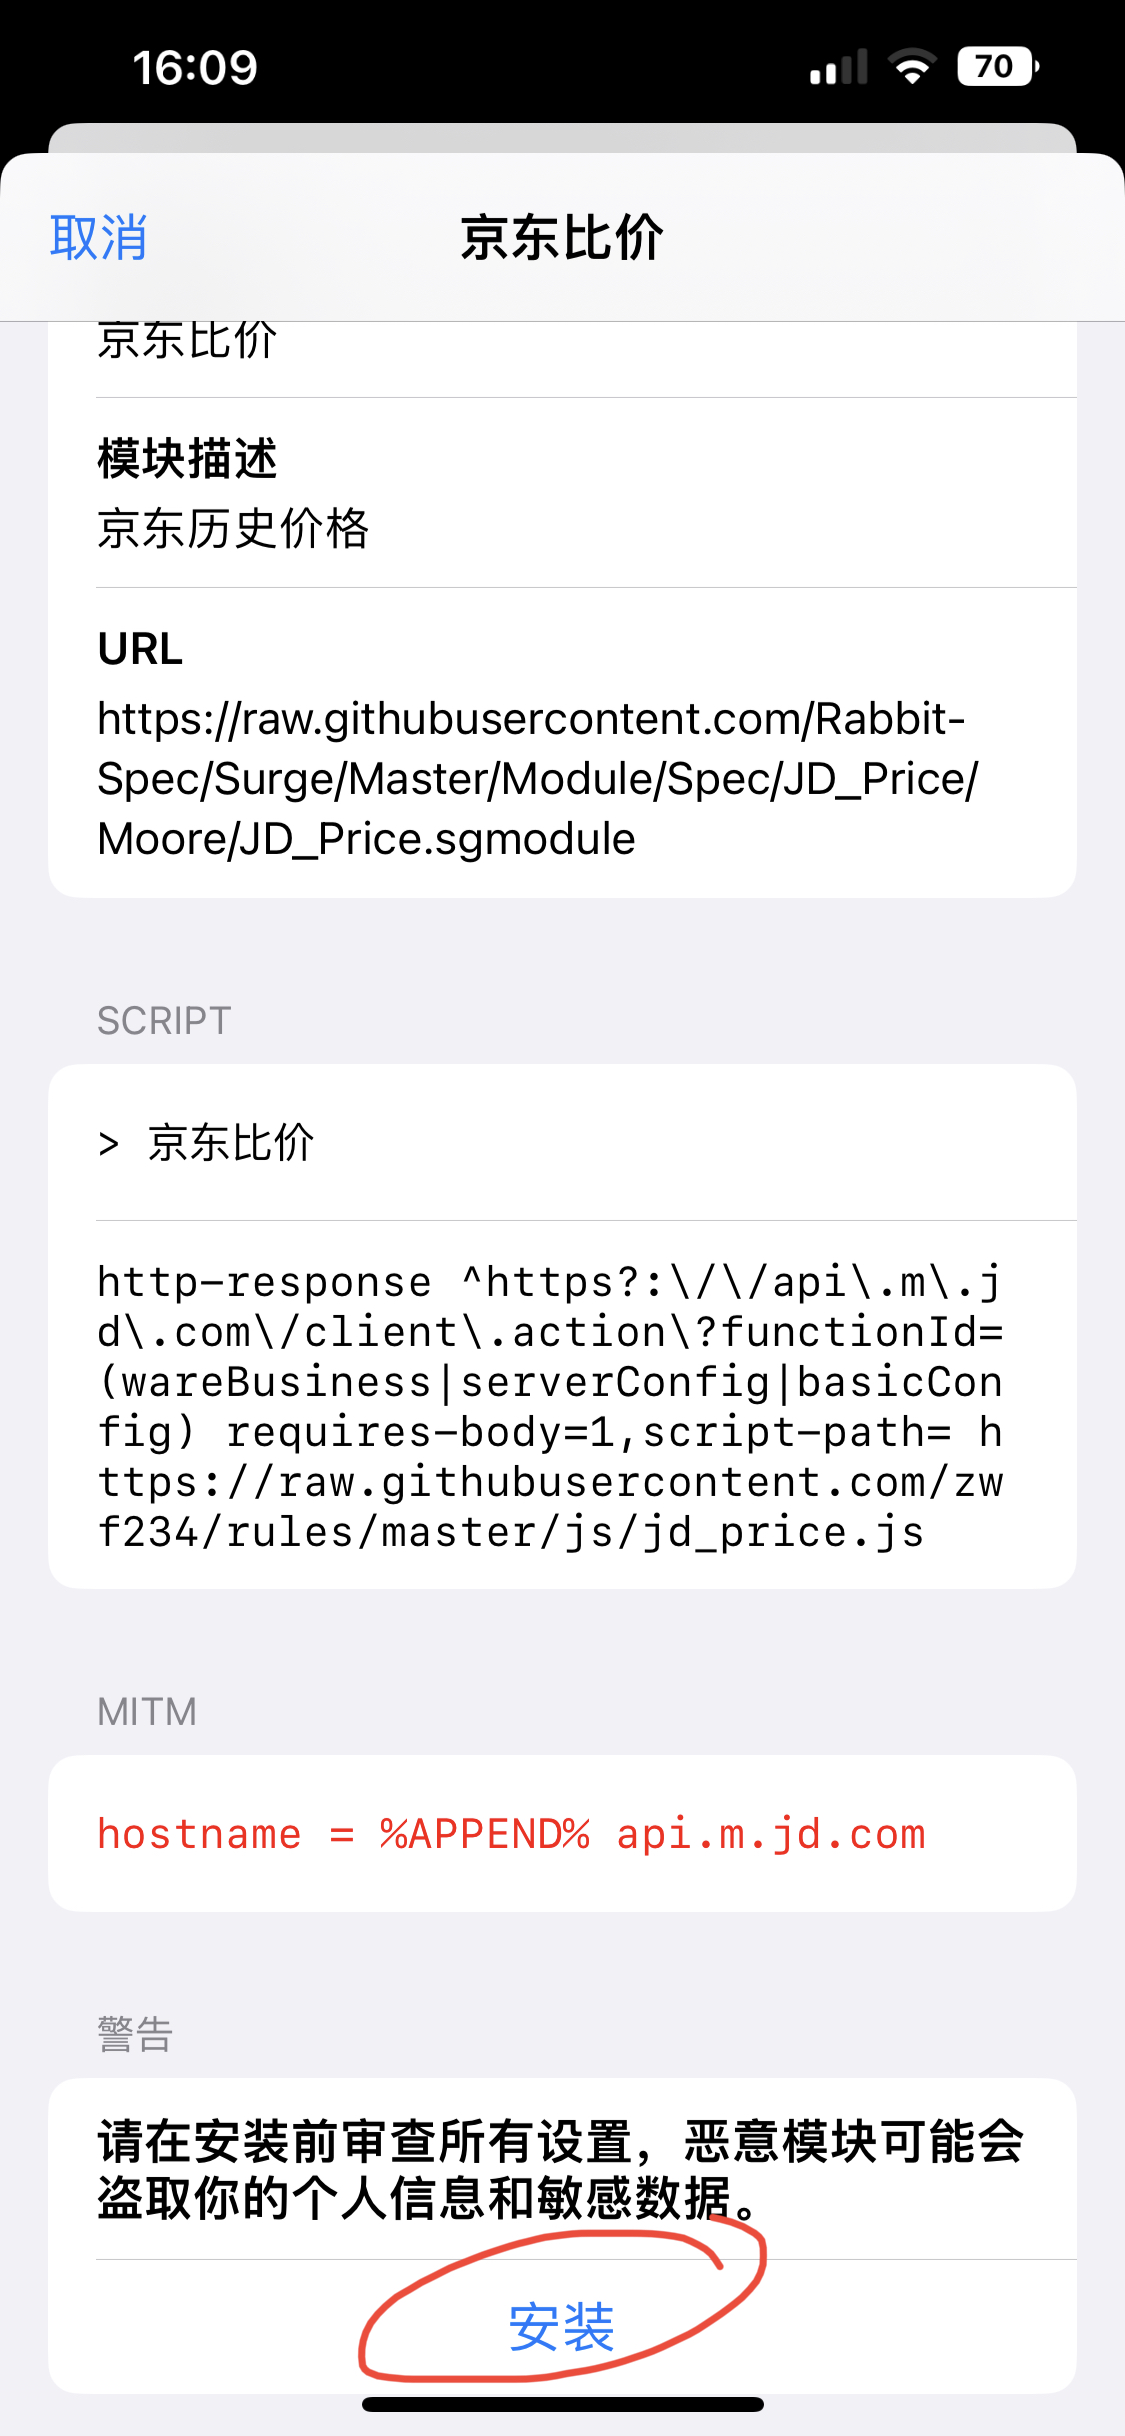 16:09
70
取消
京东比价
京东比价
模块描述
京东历史价格
URL
https://raw.githubusercontent.com/Rabbit-
Spec/Surge/Master/Module/Spec/JD_Price/
Moore/JD_Price.sgmodule
SCRIPT
> 京东比价
http-response ^https?:\/\/api\.m\.j
d\.com\/client\.action\?functionId=
(wareBusiness|serverConfig|basicCon
fig) requires-body=1,script-path= h
ttps://raw.githubusercontent.com/zw
f234/rules/master/js/jd_price.js
MITM
hostname = %APPEND% api.m.jd.com
警告
请在安装前审查所有设置，恶意模块可能会
盗取你的个人信息和敏感数据。
安装